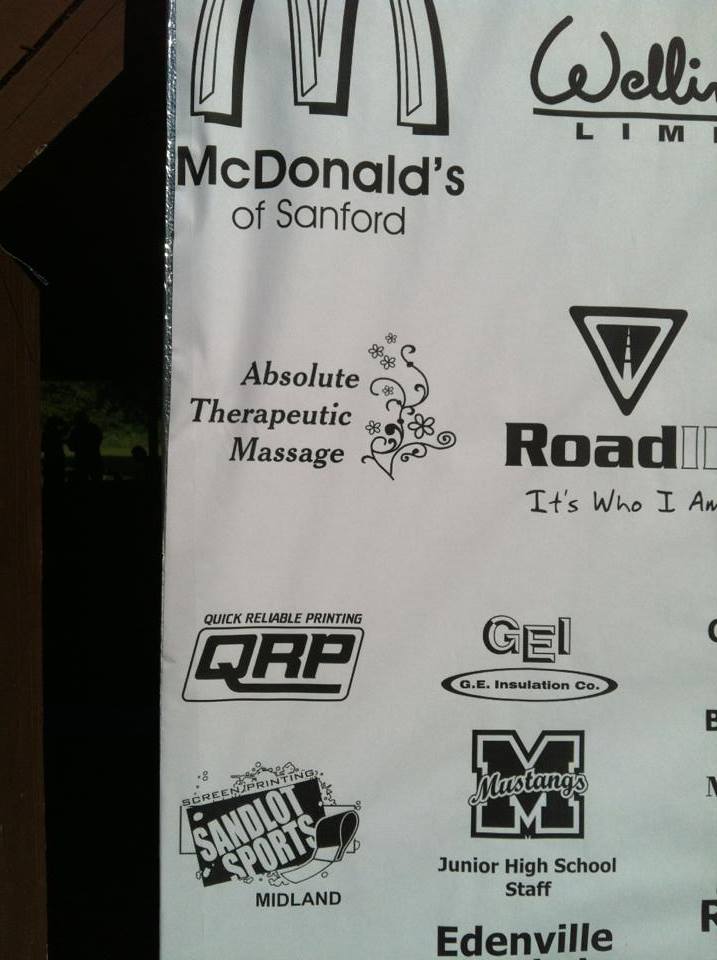 McDonald's
of Sanford
LIM
Absolute
Therapeutic
Massage
Road
It's Who I Am
QUICK RELIABLE PRINTING
QRP
GEI
G.E. Insulation Co.
SCREEN PRINTING
SANDLOT
SPORTS
MIDLAND
M
Mustangs
Junior High School
Staff
Edenville